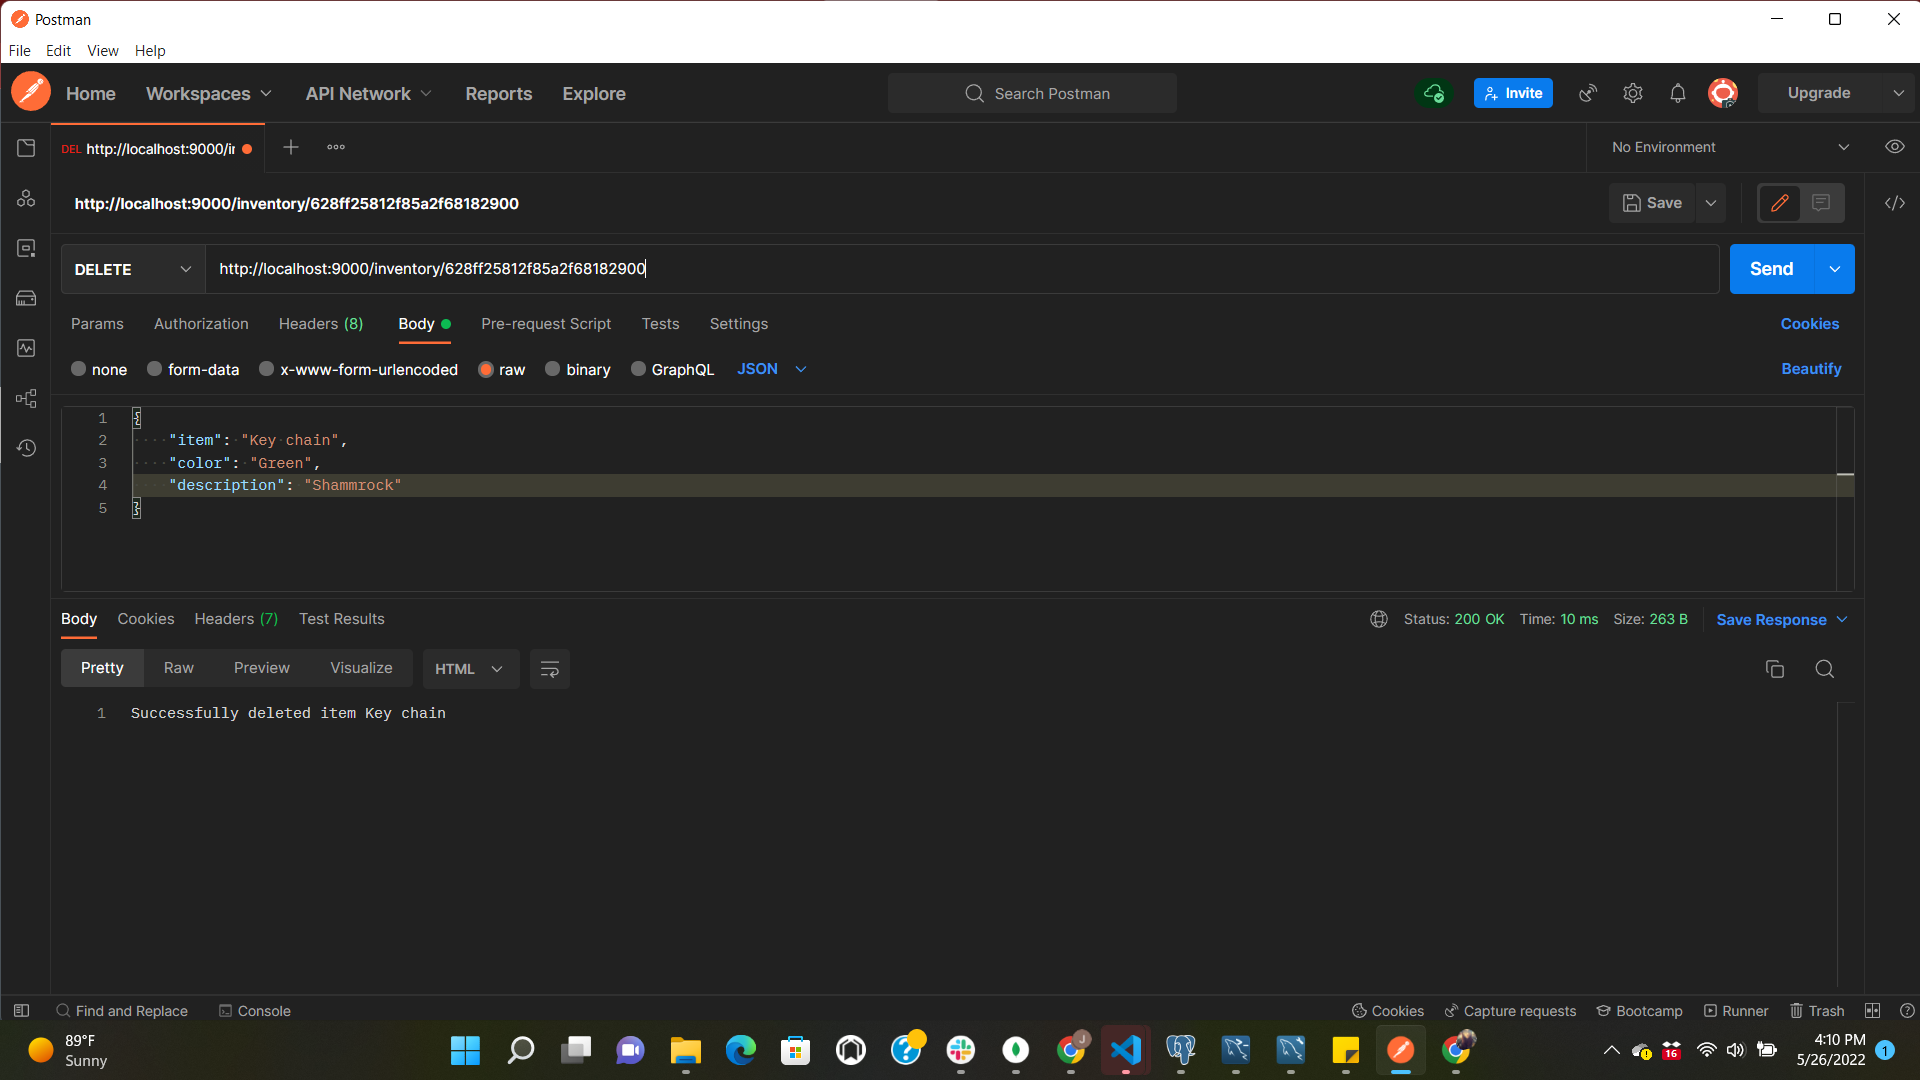 Postman
File Edit View Help
Home Workspaces API Network Reports Explore Search Postman Invite Upgrade
DEL http://localhost:9000/ir No Environment
http://localhost:9000/inventory/628ff25812f85a2f68182900 Save
DELETE http://localhost:9000/inventory/628ff25812f85a2f68182900 Send
Params Authorization Headers (8) Body Pre-request Script Tests Settings Cookies
none form-data x-www-form-urlencoded raw binary GraphQL JSON Beautify
1 {
2 "item": "Key chain",
3 "color": "Green",
4 "description": "Shammrock"
5 }
Body Cookies Headers (7) Test Results Status: 200 OK Time: 10 ms Size: 263 B Save Response
Pretty Raw Preview Visualize HTML
1 Successfully deleted item Key chain
Find and Replace Console Cookies Capture requests Bootcamp Runner Trash
89°F
Sunny
J
16
4:10 PM
5/26/2022
1